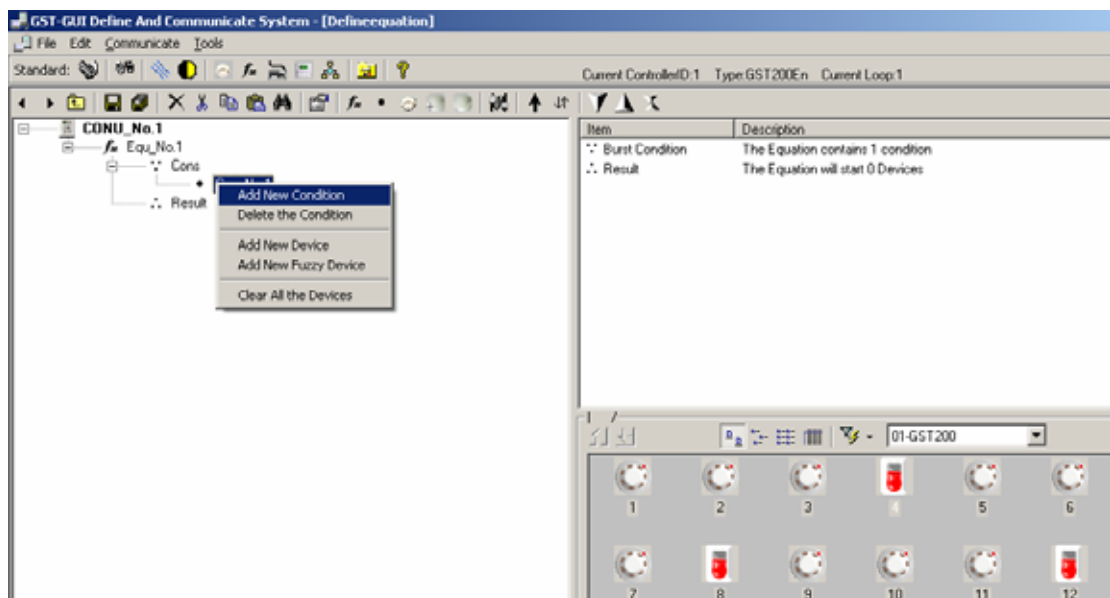 GST-GUI Define And Communicate System - [Defineequation]
File Edit Communicate Tools
Standard:
Current ControllerID:1 Type:GST200En Current Loop:1
CONU_No.1
Equ_No.1
Cons
Result
Add New Condition
Delete the Condition
Add New Device
Add New Fuzzy Device
Clear All the Devices
Item Description
Burst Condition The Equation contains 1 condition
Result The Equation will start 0 Devices
01-GST200
1 2 3 4 5 6
7 8 9 10 11 12